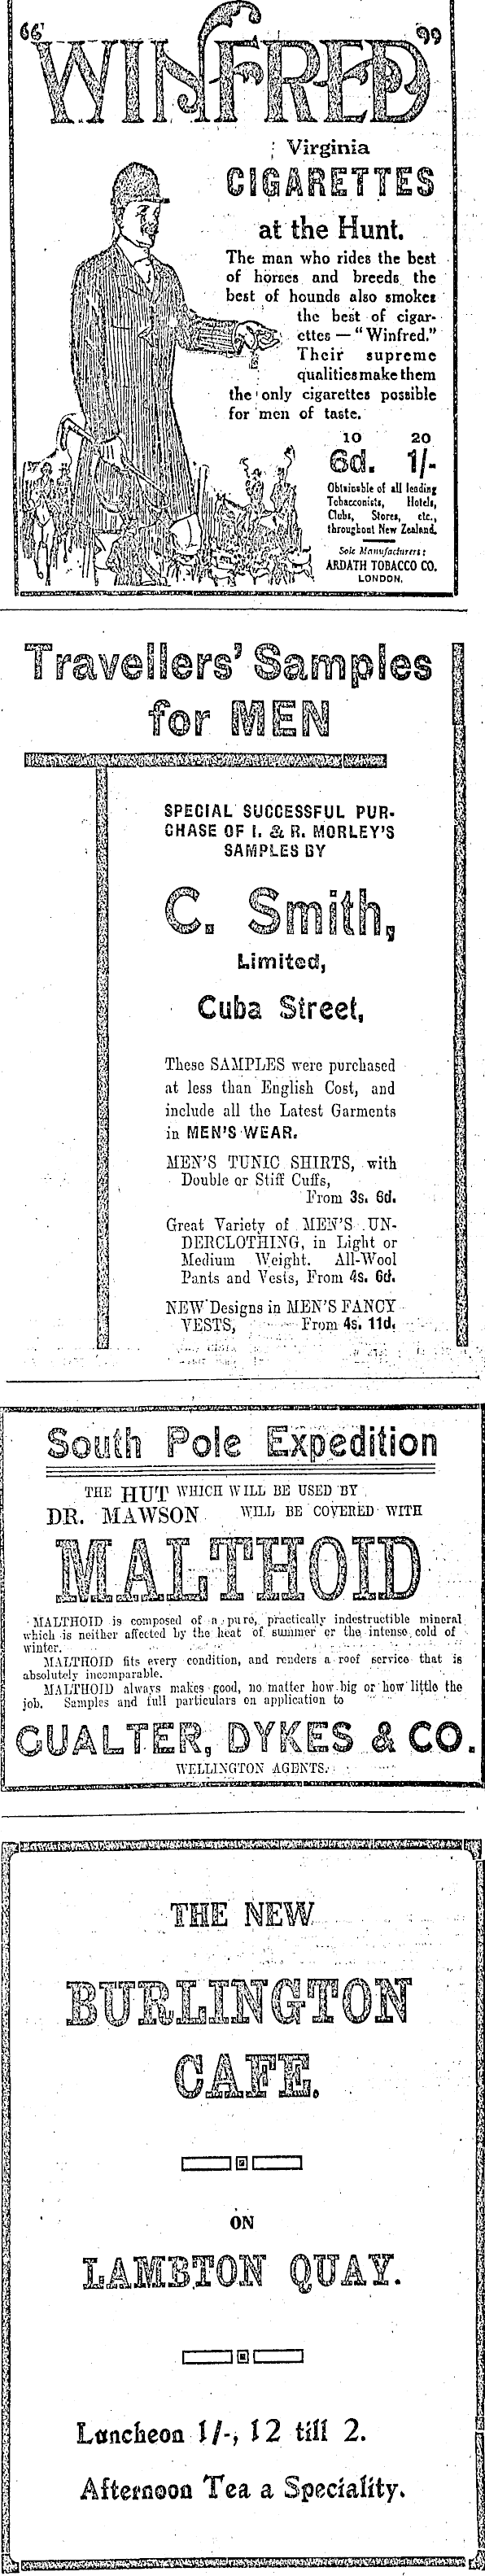 "WINFRED"
Virginia
CIGARETTES
at the Hunt.
The man who rides the best
of horses and breeds the
best of hounds also smokes
the best of cigar-
ettes — "Winfred."
Their supreme
qualities make them
the only cigarettes possible
for men of taste.
10 20
6d. 1/-
Obtainable of all leading
Tobacconists, Hotels,
Clubs, Stores, etc.,
throughout New Zealand.
Sole Manufacturers:
ARDATH TOBACCO CO.
LONDON.
Travellers' Samples
for MEN
SPECIAL SUCCESSFUL PUR-
CHASE OF I. & R. MORLEY'S
SAMPLES BY
C. Smith,
Limited,
Cuba Street,
These SAMPLES were purchased
at less than English Cost, and
include all the Latest Garments
in MEN'S WEAR.
MEN'S TUNIC SHIRTS, with
Double or Stiff Cuffs,
From 3s. 6d.
Great Variety of MEN'S UN-
DERCLOTHING, in Light or
Medium Weight. All-Wool
Pants and Vests, From 4s. 6d.
NEW Designs in MEN'S FANCY
VESTS, From 4s. 11d.
South Pole Expedition
THE HUT WHICH WILL BE USED BY
DR. MAWSON WILL BE COVERED WITH
MALTHOID
MALTHOID is composed of a pure, practically indestructible mineral
which is neither affected by the heat of summer or the intense cold of
winter.
MALTHOID fits every condition, and renders a roof service that is
absolutely incomparable.
MALTHOID always makes good, no matter how big or how little the
job. Samples and full particulars on application to
GUALTER, DYKES & CO.
WELLINGTON AGENTS.
THE NEW
BURLINGTON
CAFE.
ON
LAMBTON QUAY.
Luncheon 1/-, 12 till 2.
Afternoon Tea a Speciality.